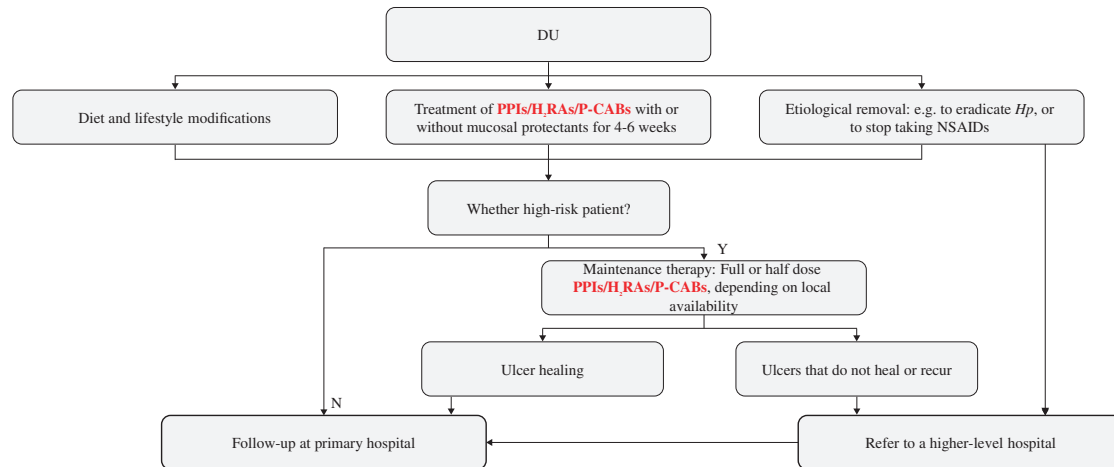 DU
Diet and lifestyle modifications
Treatment of PPIs/H₂RAs/P-CABs with or
without mucosal protectants for 4-6 weeks
Etiological removal: e.g. to eradicate Hp, or
to stop taking NSAIDs
Whether high-risk patient?
Y
Maintenance therapy: Full or half dose
PPIs/H₂RAs/P-CABs, depending on local
availability
Ulcer healing
Ulcers that do not heal or recur
N
Follow-up at primary hospital
Refer to a higher-level hospital